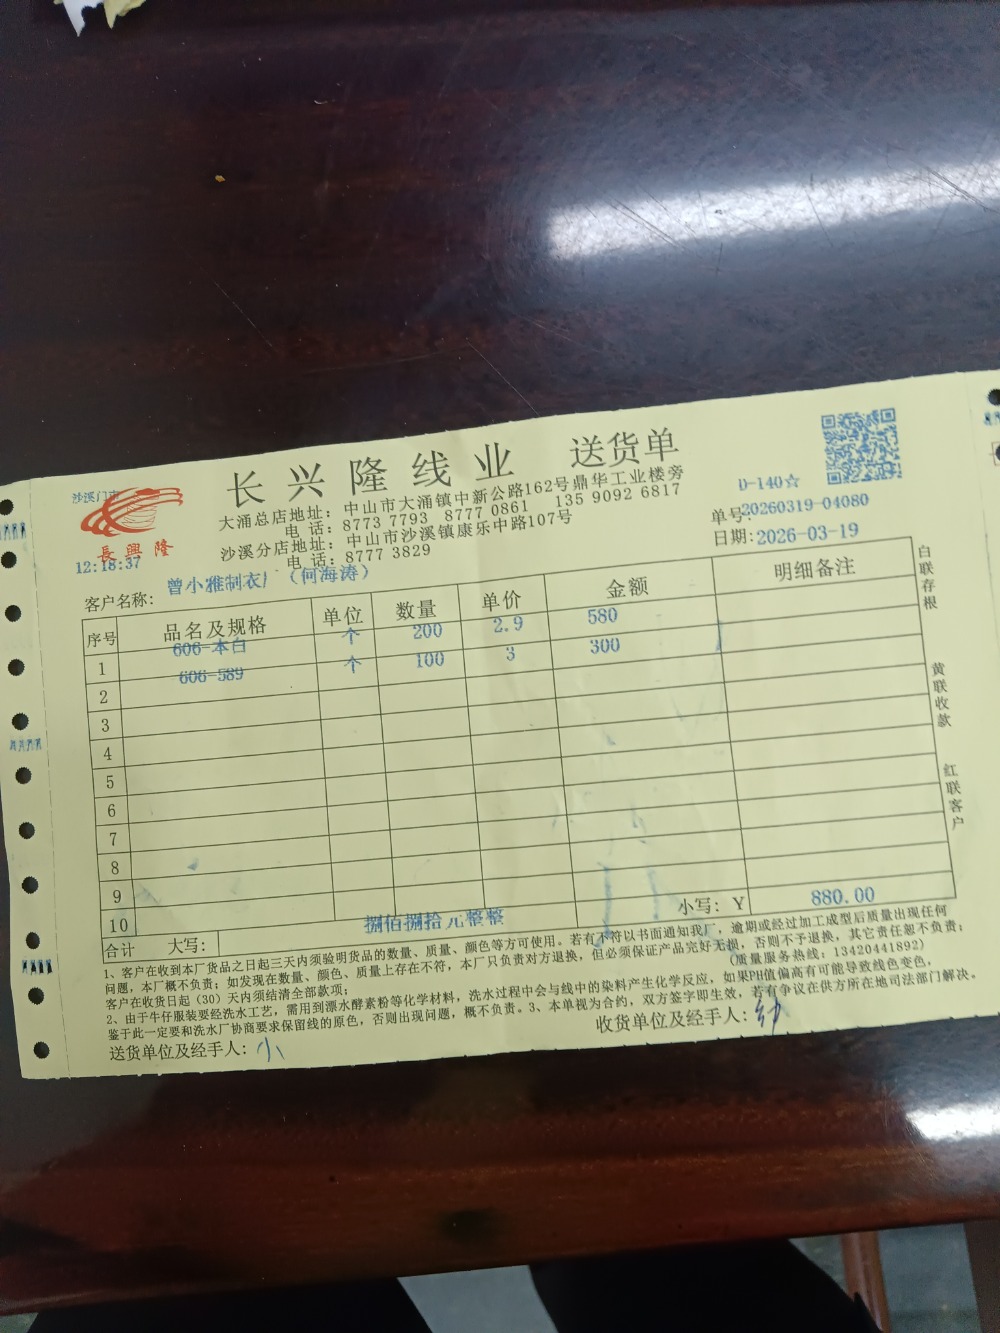 长兴隆线业 送货单
大涌总店地址：中山市大涌镇中新公路162号鼎华工业楼旁
电 话：8773 7793 8777 0861 135 9092 6817
沙溪分店地址：中山市沙溪镇康乐中路107号
电 话：8777 3829
沙溪门市
長興隆
12:18:37
D-140☆
单号：20260319-04080
日期：2026-03-19
客户名称：曾小雅制衣厂（何海涛）
序号 品名及规格 单位 数量 单价 金额 明细备注
1 606-本白 个 200 2.9 580
2 606-589 个 100 3 300
3
4
5
6
7
8
9
10
合计 大写：捌佰捌拾元整整 小写：Y 880.00
1、客户在收到本厂货品之日起三天内须验明货品的数量、质量、颜色等方可使用。若有不符以书面通知我厂，逾期或经过加工成型后质量出现任何
问题，本厂概不负责；如发现在数量、颜色、质量上存在不符，本厂只负责对方退换，但必须保证产品完好无损，否则不予退换，其它责任恕不负责；
客户在收货日起（30）天内须结清全部款项；
（质量服务热线：13420441892）
2、由于牛仔服装要经洗水工艺，需用到漂水酵素粉等化学材料，洗水过程中会与线中的染料产生化学反应，如果PH值偏高有可能导致线色变色，
鉴于此一定要和洗水厂协商要求保留线的原色，否则出现问题，概不负责。3、本单视为合约，双方签字即生效，若有争议在供方所在地司法部门解决。
送货单位及经手人：小
收货单位及经手人：
白联存根
黄联收款
红联客户